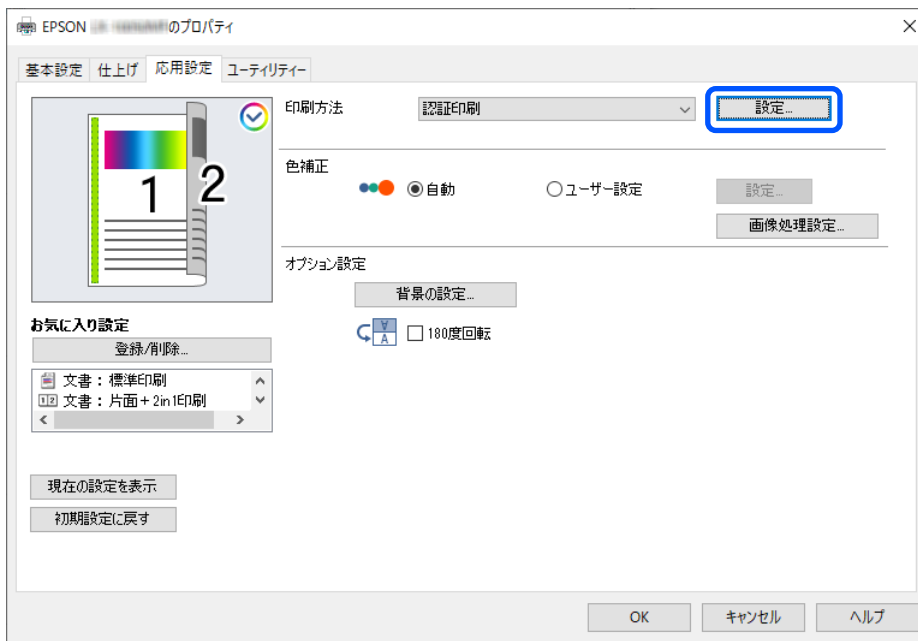 EPSON のプロパティ
基本設定 仕上げ 応用設定 ユーティリティー
1 2
印刷方法 認証印刷 設定...
色補正
自動 ユーザー設定 設定...
画像処理設定...
オプション設定
背景の設定...
A A 180度回転
お気に入り設定
登録/削除...
文書：標準印刷
12 文書：片面＋2in1印刷
現在の設定を表示
初期設定に戻す
OK キャンセル ヘルプ